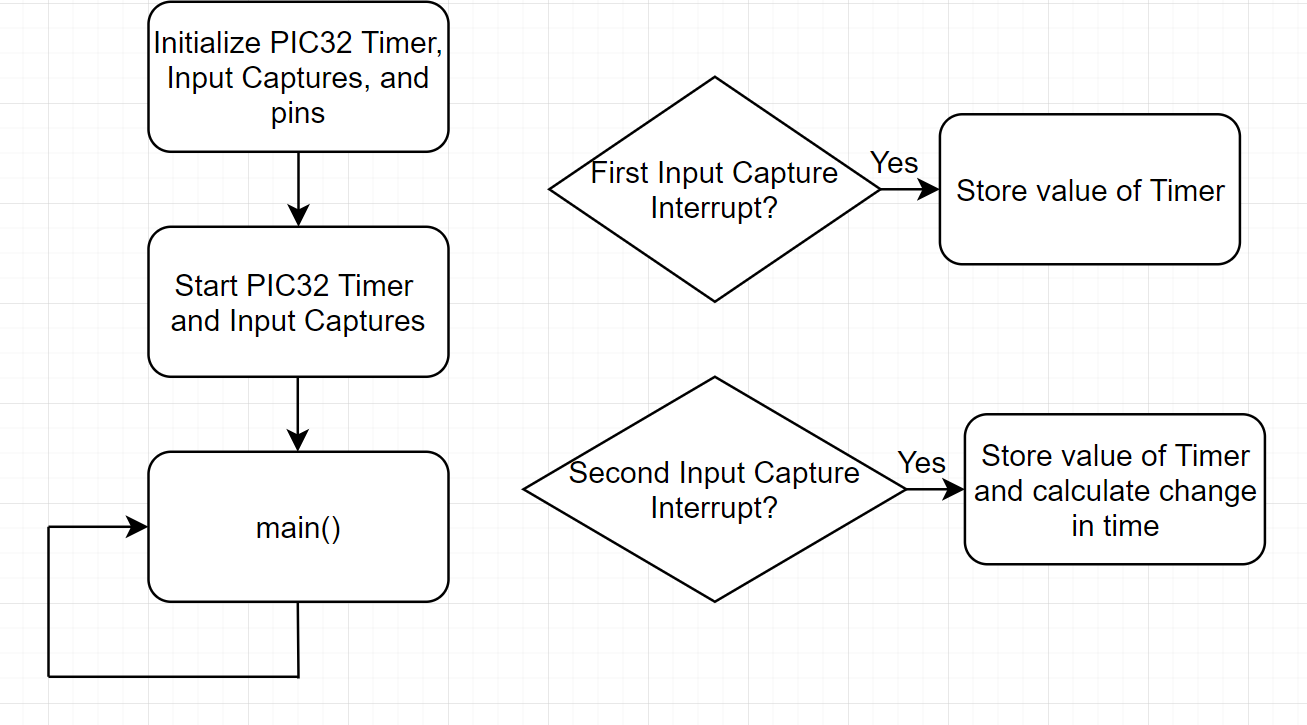 Initialize PIC32 Timer,
Input Captures, and
pins
Start PIC32 Timer
and Input Captures
main()
First Input Capture
Interrupt?
Yes
Store value of Timer
Second Input Capture
Interrupt?
Yes
Store value of Timer
and calculate change
in time